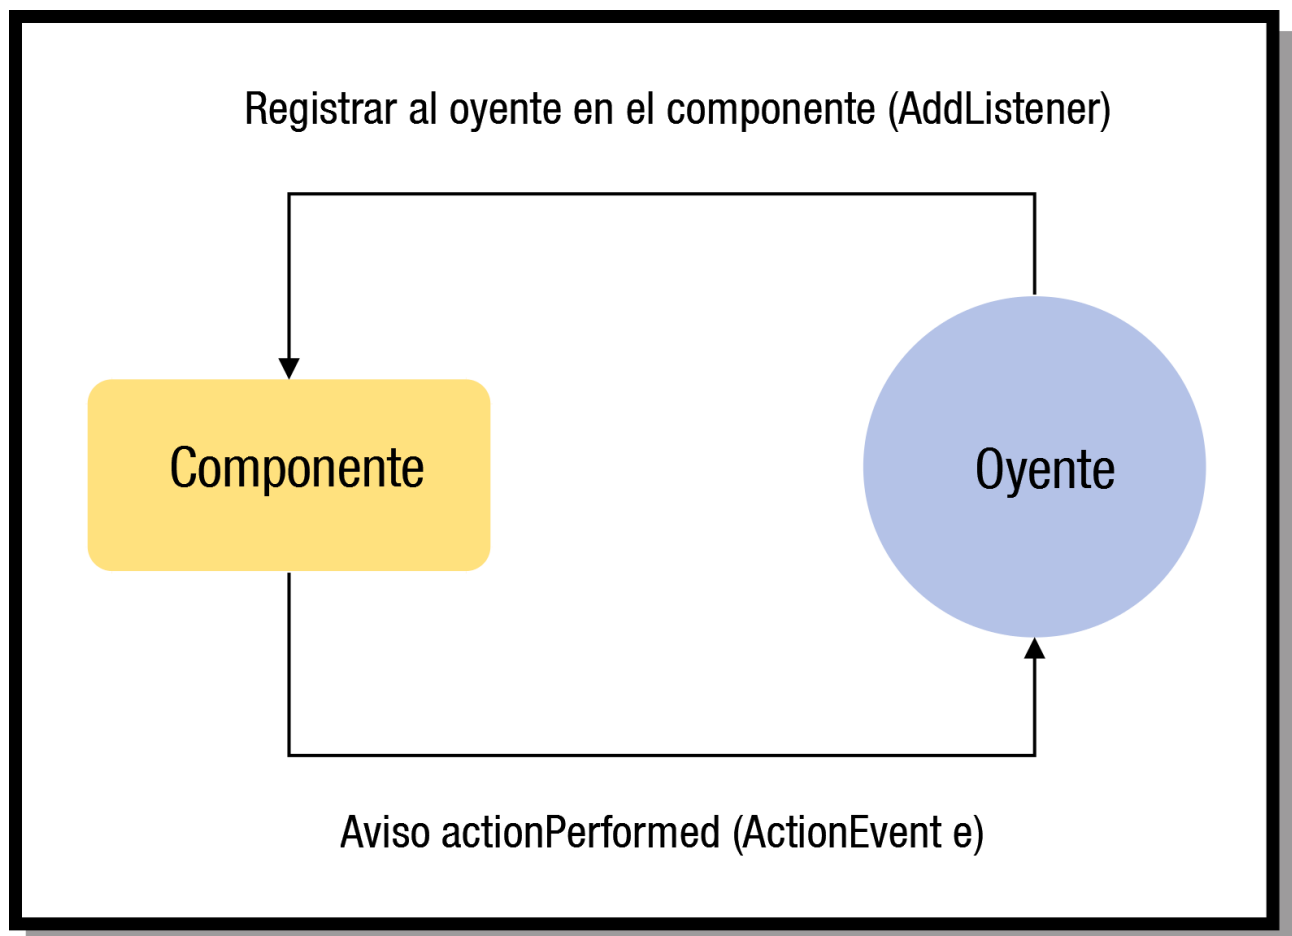 Registrar al oyente en el componente (AddListener)
Componente
Oyente
Aviso actionPerformed (ActionEvent e)